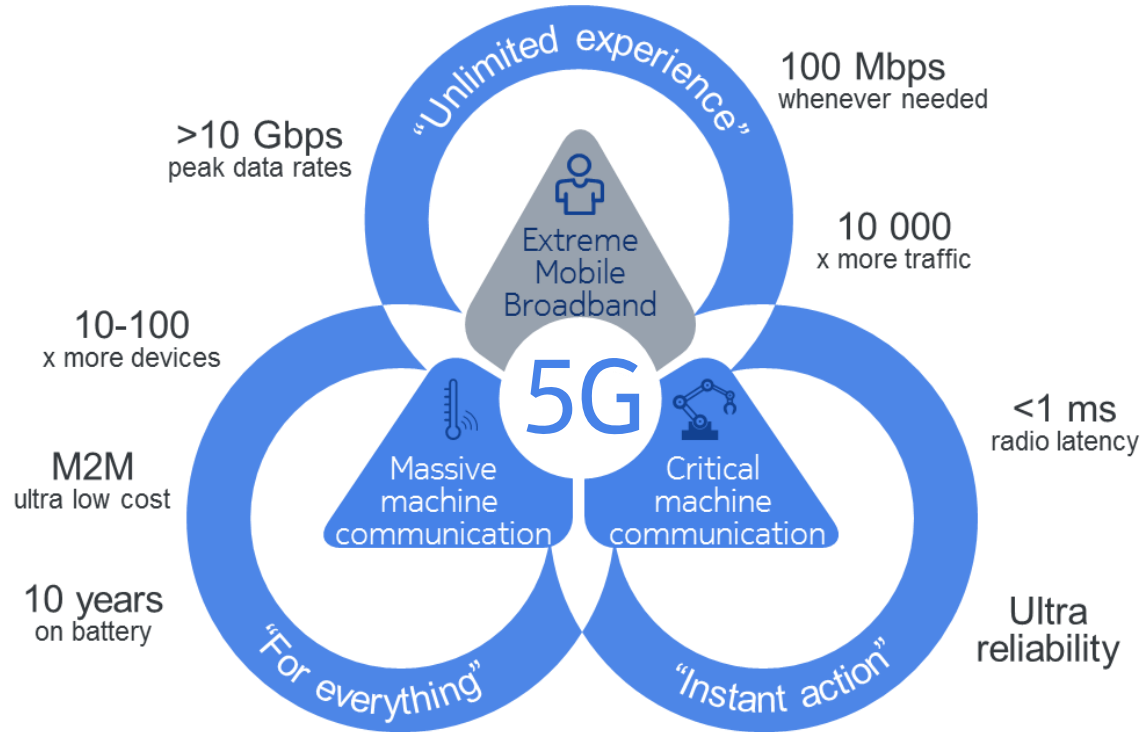 “Unlimited experience”
100 Mbps
whenever needed
>10 Gbps
peak data rates
10 000
x more traffic
Extreme
Mobile
Broadband
10-100
x more devices
5G
<1 ms
radio latency
M2M
ultra low cost
Massive
machine
communication
Critical
machine
communication
10 years
on battery
Ultra
reliability
“For everything”
“Instant action”